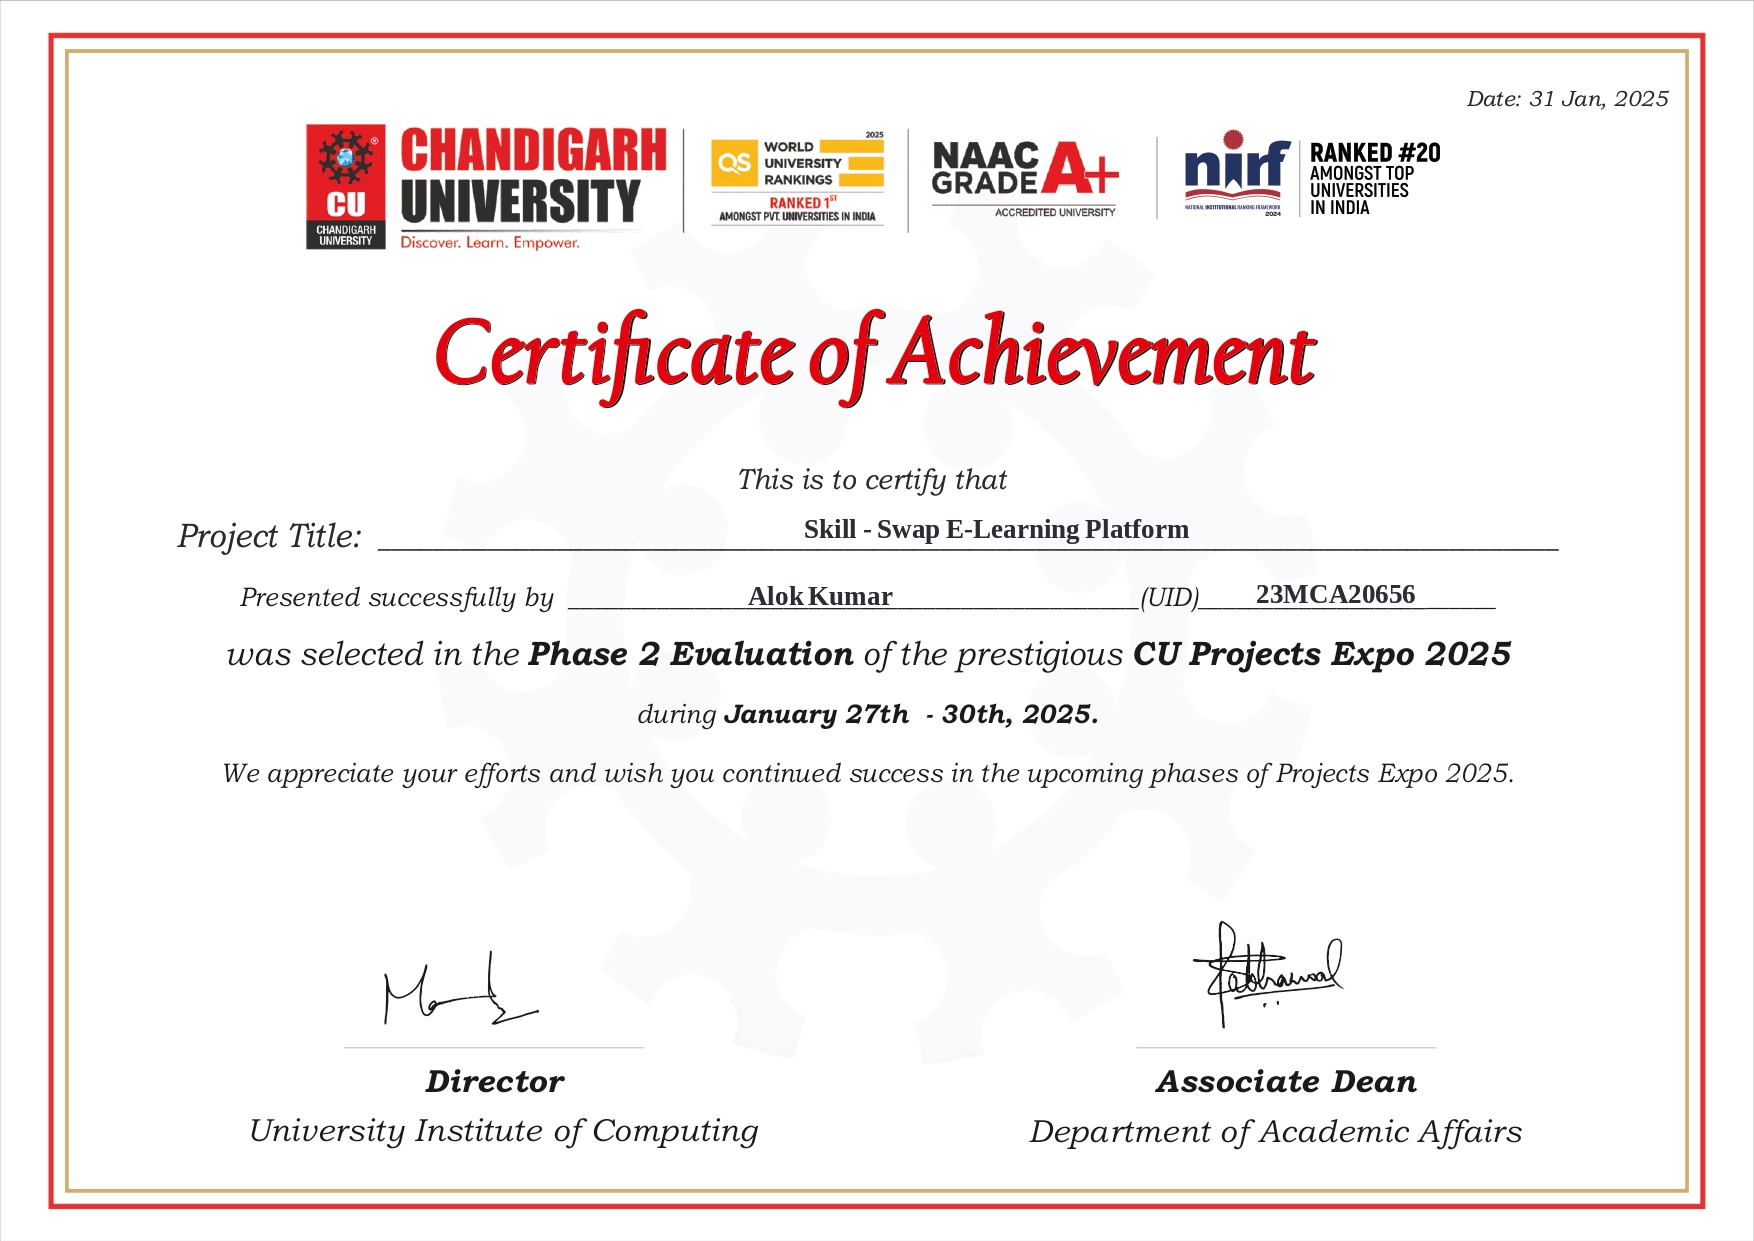 Date: 31 Jan, 2025
CU
CHANDIGARH
UNIVERSITY
®
CHANDIGARH
UNIVERSITY
Discover. Learn. Empower.
2025
QS
WORLD
UNIVERSITY
RANKINGS
RANKED 1ST
AMONGST PVT. UNIVERSITIES IN INDIA
NAAC
GRADE A+
ACCREDITED UNIVERSITY
nirf
NATIONAL INSTITUTIONAL RANKING FRAMEWORK
2024
RANKED #20
AMONGST TOP
UNIVERSITIES
IN INDIA
Certificate of Achievement
This is to certify that
Project Title: Skill - Swap E-Learning Platform
Presented successfully by Alok Kumar (UID) 23MCA20656
was selected in the Phase 2 Evaluation of the prestigious CU Projects Expo 2025
during January 27th - 30th, 2025.
We appreciate your efforts and wish you continued success in the upcoming phases of Projects Expo 2025.
Director
University Institute of Computing
Associate Dean
Department of Academic Affairs